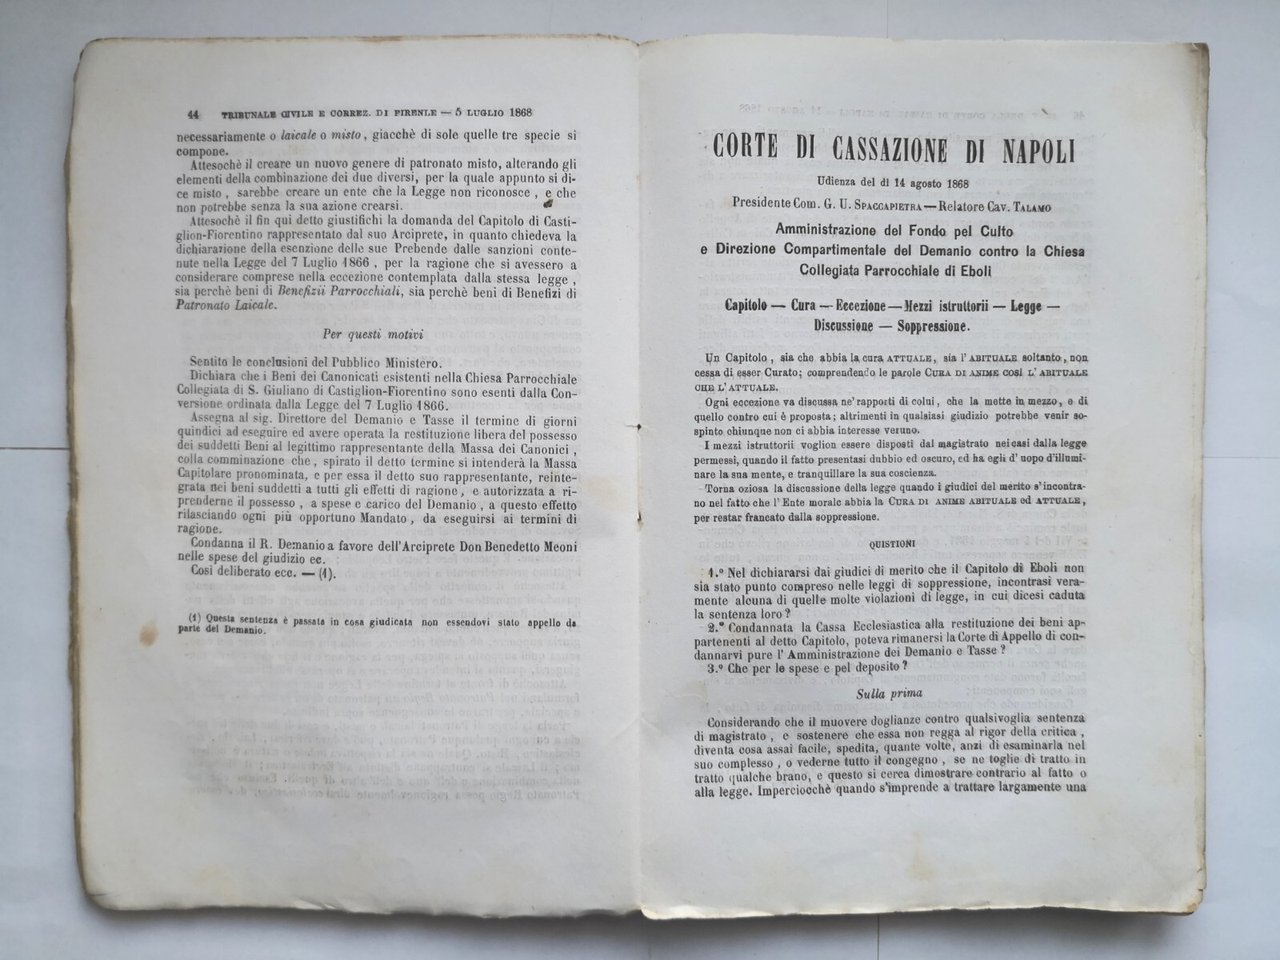 44 TRIBUNALE CIVILE E CORREZ. DI FIRENZE — 5 LUGLIO 1868
necessariamente o laicale o misto, giacchè di sole quelle tre specie si
compone.
Attesochè il creare un nuovo genere di patronato misto, alterando gli
elementi della combinazione dei due diversi, per la quale appunto si di-
ce misto, sarebbe creare un ente che la Legge non riconosce, e che
non potrebbe senza la sua azione crearsi.
Attesochè il fin qui detto giustifichi la domanda del Capitolo di Casti-
glion-Fiorentino rappresentato dal suo Arciprete, in quanto chiedeva la
dichiarazione della esenzione delle sue Prebende dalle sanzioni conte-
nute nella Legge del 7 Luglio 1866, per la ragione che si avessero a
considerare comprese nella eccezione contemplata dalla stessa legge,
sia perchè beni di Benefizii Parrocchiali, sia perchè beni di Benefizi di
Patronato Laicale.
Per questi motivi
Sentito le conclusioni del Pubblico Ministero.
Dichiara che i Beni dei Canonicati esistenti nella Chiesa Parrocchiale
Collegiata di S. Giuliano di Castiglion-Fiorentino sono esenti dalla Con-
versione ordinata dalla Legge del 7 Luglio 1866.
Assegna al sig. Direttore del Demanio e Tasse il termine di giorni
quindici ad eseguire ed avere operata la restituzione libera del possesso
dei suddetti Beni al legittimo rappresentante della Massa dei Canonici,
colla comminazione che, spirato il detto termine si intenderà la Massa
Capitolare pronominata, e per essa il detto suo rappresentante, reinte-
grata nei beni suddetti a tutti gli effetti di ragione, e autorizzata a ri-
prenderne il possesso, a spese e carico del Demanio, a questo effetto
rilasciando ogni più opportuno Mandato, da eseguirsi ai termini di
ragione.
Condanna il R. Demanio a favore dell'Arciprete Don Benedetto Meoni
nelle spese del giudizio ec.
Così deliberato ecc. — (1).
(1) Questa sentenza è passata in cosa giudicata non essendovi stato appello da
parte del Demanio.
CORTE DI CASSAZIONE DI NAPOLI
Udienza del dì 14 agosto 1868
Presidente Com. G. U. SPACCAPIETRA — Relatore Cav. TALAMO
Amministrazione del Fondo pel Culto
e Direzione Compartimentale del Demanio contro la Chiesa
Collegiata Parrocchiale di Eboli
Capitolo — Cura — Eccezione — Mezzi istruttorii — Legge —
Discussione — Soppressione.
Un Capitolo, sia che abbia la cura ATTUALE, sia l'ABITUALE soltanto, non
cessa di esser Curato; comprendendo le parole CURA DI ANIME COSÌ L'ABITUALE
CHE L'ATTUALE.
Ogni eccezione va discussa ne' rapporti di colui, che la mette in mezzo, e di
quello contro cui è proposta; altrimenti in qualsiasi giudizio potrebbe venir so-
spinto chiunque non ci abbia interesse veruno.
I mezzi istruttorii voglion essere disposti dal magistrato nei casi dalla legge
permessi, quando il fatto presentasi dubbio ed oscuro, ed ha egli d'uopo d'illumi-
nare la sua mente, e tranquillare la sua coscienza.
Torna oziosa la discussione della legge quando i giudici del merito s'incontra-
no nel fatto che l'Ente morale abbia la CURA DI ANIME ABITUALE ed ATTUALE,
per restar francato dalla soppressione.
QUISTIONI
1.° Nel dichiararsi dai giudici di merito che il Capitolo di Eboli non
sia stato punto compreso nelle leggi di soppressione, incontrasi vera-
mente alcuna di quelle molte violazioni di legge, in cui dicesi caduta
la sentenza loro?
2.° Condannata la Cassa Ecclesiastica alla restituzione dei beni ap-
partenenti al detto Capitolo, poteva rimanersi la Corte di Appello di con-
dannarvi pure l'Amministrazione dei Demanio e Tasse?
3.° Che per le spese e pel deposito?
Sulla prima
Considerando che il muovere doglianze contro qualsivoglia sentenza
di magistrato, e sostenere che essa non regga al rigor della critica,
diventa cosa assai facile, spedita, quante volte, anzi di esaminarla nel
suo complesso, o vederne tutto il congegno, se ne toglie di tratto in
tratto qualche brano, e questo si cerca dimostrare contrario al fatto o
alla legge. Imperciocchè quando s'imprende a trattare largamente una